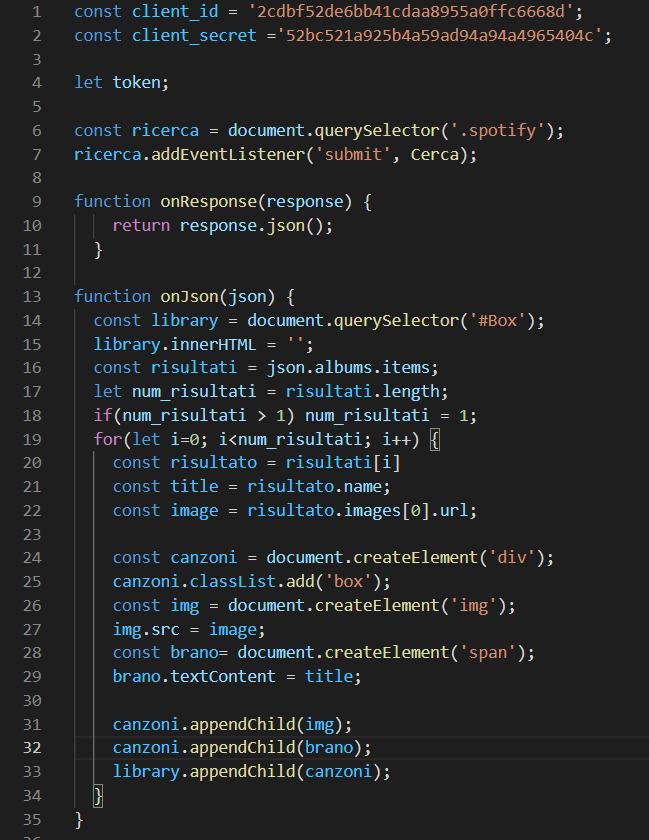 1 const client_id = '2cdbf52de6bb41cdaa8955a0ffc6668d';
2 const client_secret ='52bc521a925b4a59ad94a94a4965404c';
3
4 let token;
5
6 const ricerca = document.querySelector('.spotify');
7 ricerca.addEventListener('submit', Cerca);
8
9 function onResponse(response) {
10 return response.json();
11 }
12
13 function onJson(json) {
14 const library = document.querySelector('#Box');
15 library.innerHTML = '';
16 const risultati = json.albums.items;
17 let num_risultati = risultati.length;
18 if(num_risultati > 1) num_risultati = 1;
19 for(let i=0; i<num_risultati; i++) {
20 const risultato = risultati[i]
21 const title = risultato.name;
22 const image = risultato.images[0].url;
23
24 const canzoni = document.createElement('div');
25 canzoni.classList.add('box');
26 const img = document.createElement('img');
27 img.src = image;
28 const brano= document.createElement('span');
29 brano.textContent = title;
30
31 canzoni.appendChild(img);
32 canzoni.appendChild(brano);
33 library.appendChild(canzoni);
34 }
35 }